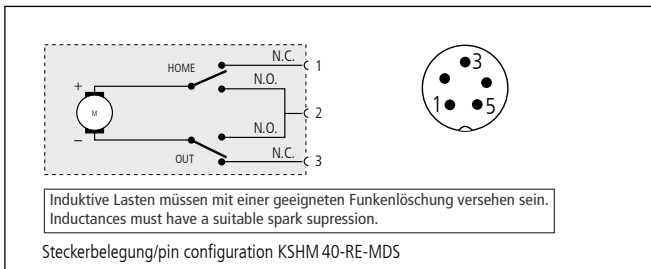 N.C. 1
HOME
N.O.
+
M
2
N.O.
–
N.C. 3
OUT
3
1 5
Induktive Lasten müssen mit einer geeigneten Funkenlöschung versehen sein.
Inductances must have a suitable spark supression.
Steckerbelegung/pin configuration KSHM 40-RE-MDS